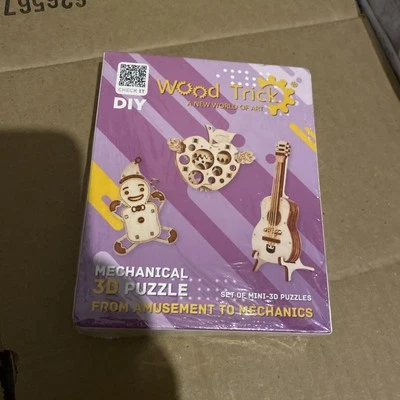 626567
CHECK IT
DIY
Wood Trick
A NEW WORLD OF ART
MECHANICAL
3D PUZZLE
SET OF MINI-3D PUZZLES
FROM AMUSEMENT TO MECHANICS